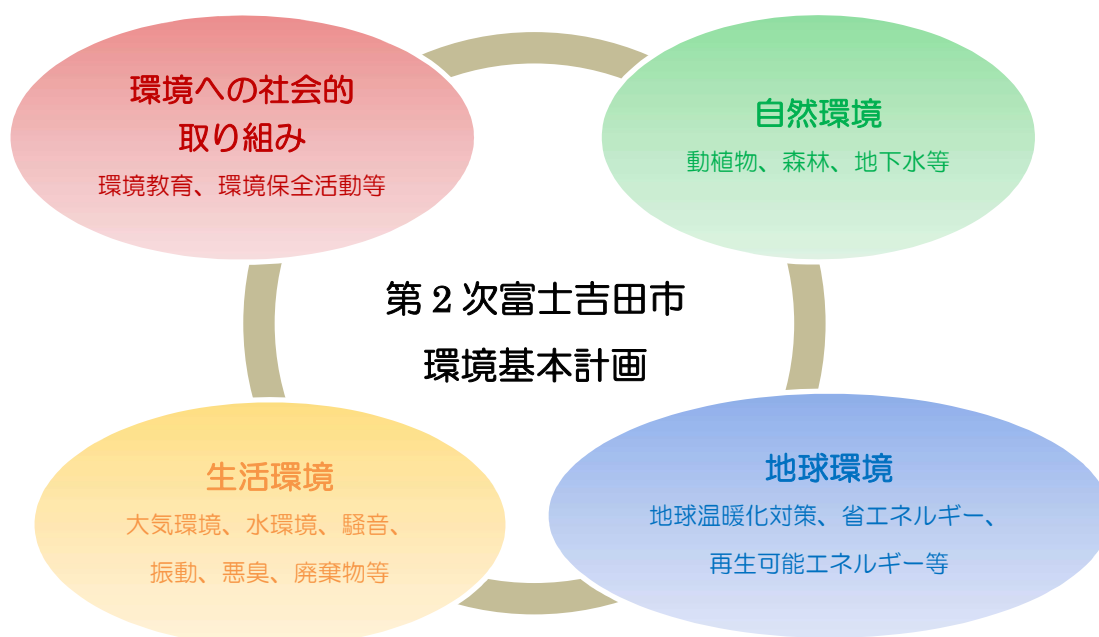 環境への社会的
取り組み
環境教育、環境保全活動等
自然環境
動植物、森林、地下水等
第2次富士吉田市
環境基本計画
生活環境
大気環境、水環境、騒音、
振動、悪臭、廃棄物等
地球環境
地球温暖化対策、省エネルギー、
再生可能エネルギー等